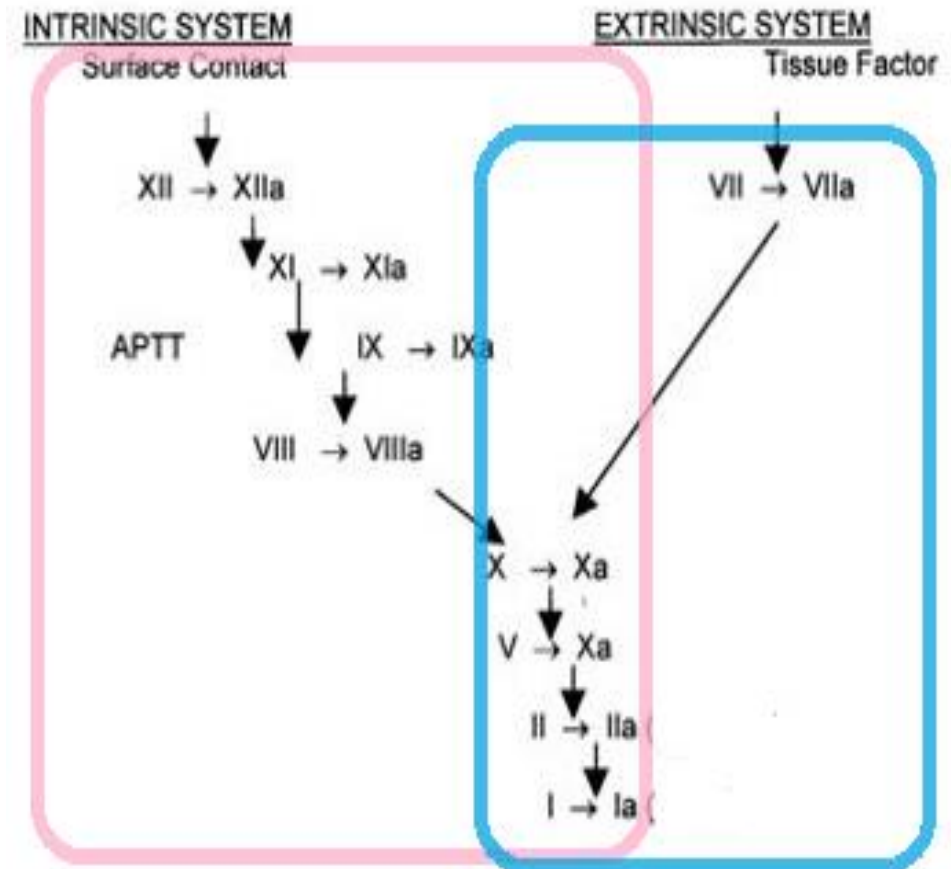 INTRINSIC SYSTEM EXTRINSIC SYSTEM
Surface Contact Tissue Factor
XII → XIIa VII → VIIa
XI → XIa
APTT IX → IXa
VIII → VIIIa
X → Xa
V → Xa
II → IIa (
I → Ia (